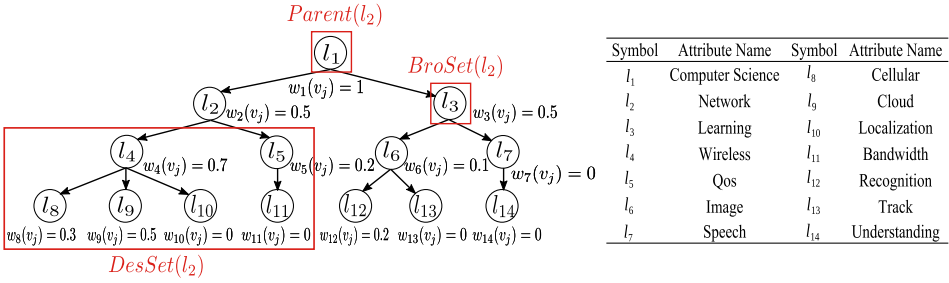 Parent(l₂)
l₁
w₁(vⱼ) = 1
BroSet(l₂)
l₂
w₂(vⱼ) = 0.5
l₃
w₃(vⱼ) = 0.5
l₄
w₄(vⱼ) = 0.7
l₅
w₅(vⱼ) = 0.2
l₆
w₆(vⱼ) = 0.1
l₇
w₇(vⱼ) = 0
l₈ l₉ l₁₀ l₁₁ l₁₂ l₁₃ l₁₄
w₈(vⱼ) = 0.3 w₉(vⱼ) = 0.5 w₁₀(vⱼ) = 0 w₁₁(vⱼ) = 0 w₁₂(vⱼ) = 0.2 w₁₃(vⱼ) = 0 w₁₄(vⱼ) = 0
DesSet(l₂)
Symbol Attribute Name Symbol Attribute Name
l₁ Computer Science l₈ Cellular
l₂ Network l₉ Cloud
l₃ Learning l₁₀ Localization
l₄ Wireless l₁₁ Bandwidth
l₅ Qos l₁₂ Recognition
l₆ Image l₁₃ Track
l₇ Speech l₁₄ Understanding